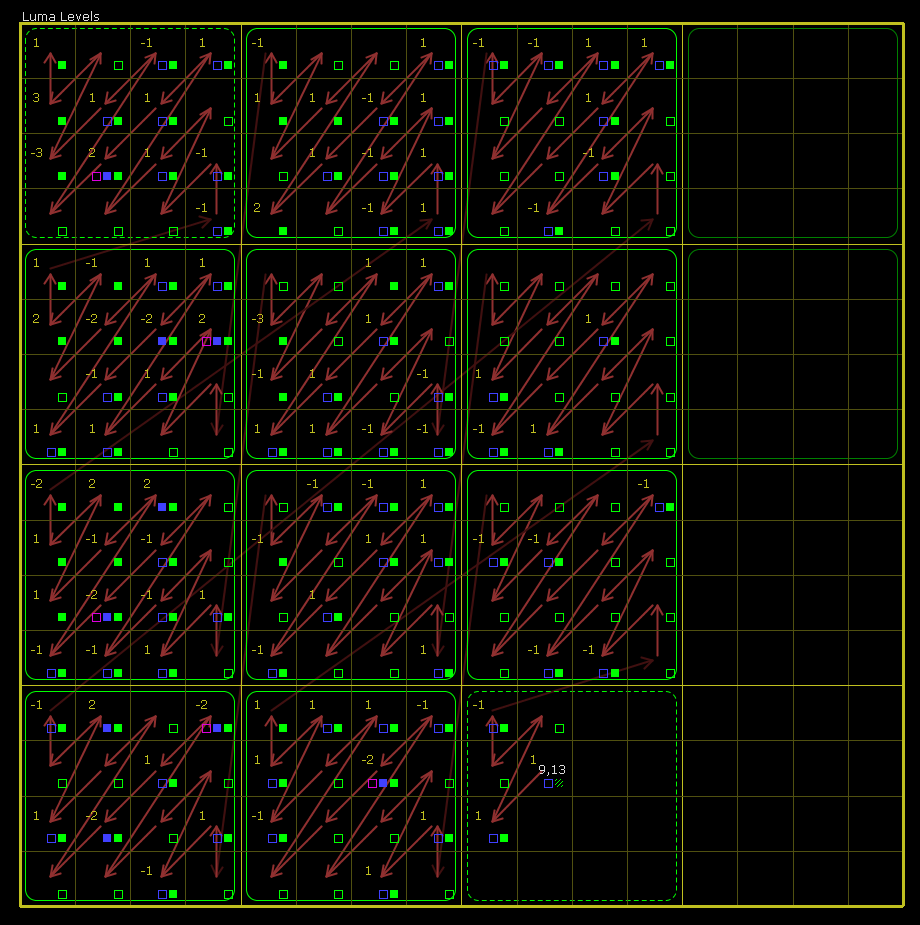 Luma Levels
1 -1 1 -1 1 -1 -1 1 1
3 1 1 1 1 -1 1 1
-3 2 1 -1 1 -1 1 -1
-1 2 -1 1 -1
1 -1 1 1 1 1
2 -2 -2 2 -3 1 1
-1 1 -1 -1 1
1 1 1 -1 -1 -1 -1 1
-2 2 2 -1 -1 1 -1
1 -1 -1 -1 1 -1 -1
1 -2 -1 1 1
-1 -1 1 -1 1 -1 -1
-1 2 -2 1 1 1 -1 -1
1 1 -2 1
9,13
1 -2 1 -1 1 1
-1 1